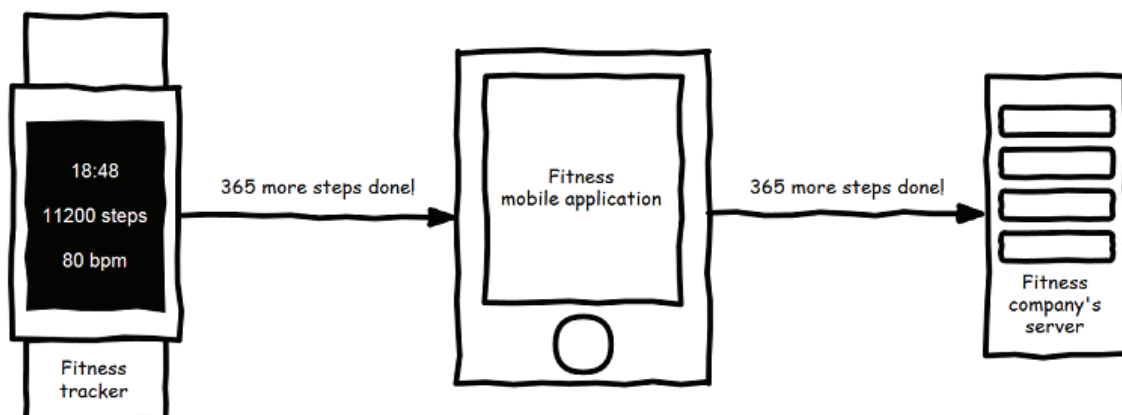 18:48
11200 steps
80 bpm
Fitness
tracker
365 more steps done!
Fitness
mobile application
365 more steps done!
Fitness
company's
server